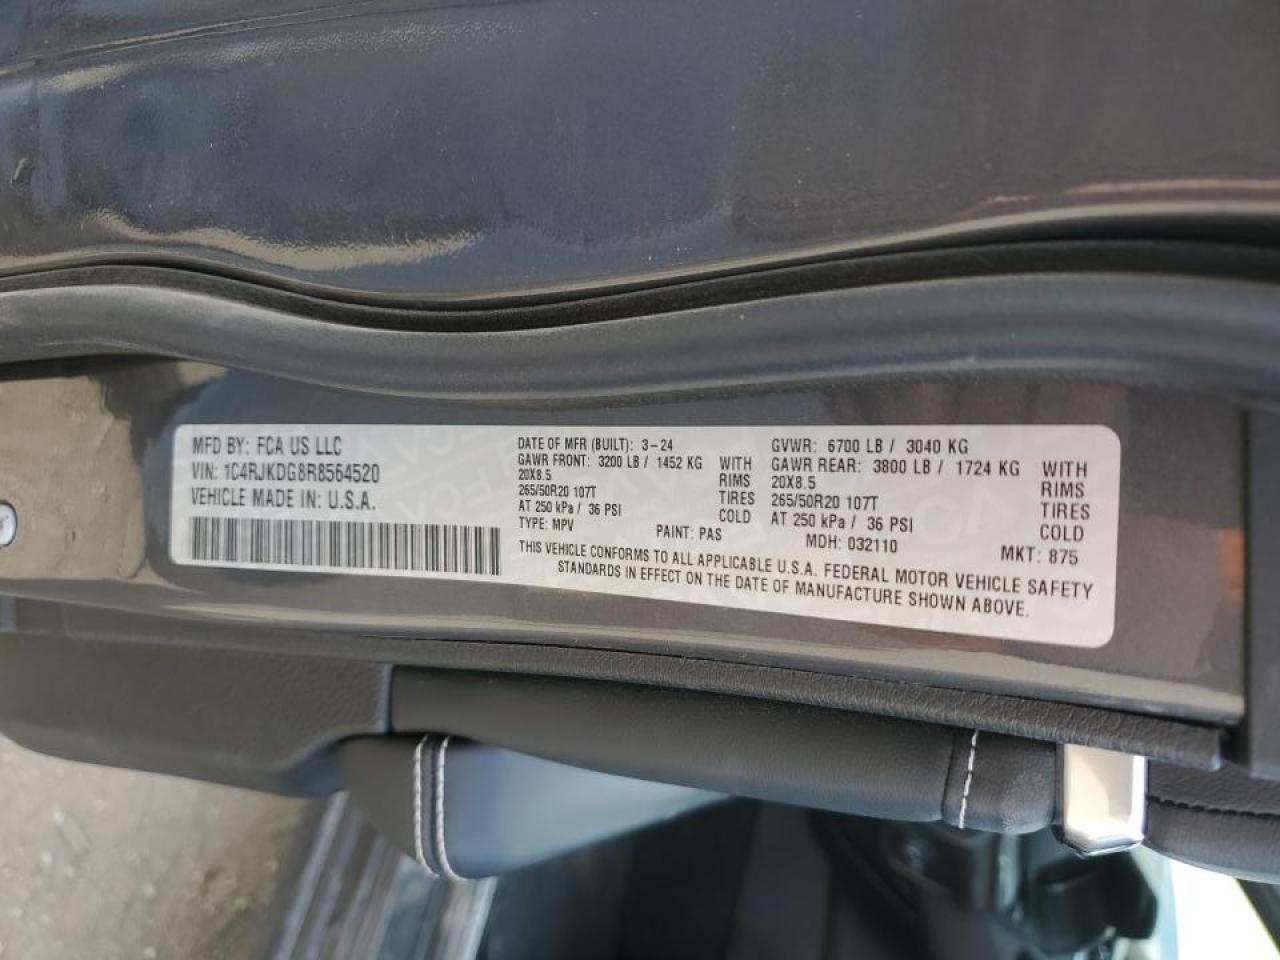 MFD BY: FCA US LLC
VIN: 1C4RJKDG8R8564520
VEHICLE MADE IN: U.S.A.
DATE OF MFR (BUILT): 3-24
GAWR FRONT: 3200 LB / 1452 KG WITH
20X8.5 RIMS
265/50R20 107T TIRES
AT 250 kPa / 36 PSI COLD
TYPE: MPV PAINT: PAS
GVWR: 6700 LB / 3040 KG
GAWR REAR: 3800 LB / 1724 KG WITH
20X8.5 RIMS
265/50R20 107T TIRES
AT 250 kPa / 36 PSI COLD
MDH: 032110 MKT: 875
THIS VEHICLE CONFORMS TO ALL APPLICABLE U.S.A. FEDERAL MOTOR VEHICLE SAFETY
STANDARDS IN EFFECT ON THE DATE OF MANUFACTURE SHOWN ABOVE.